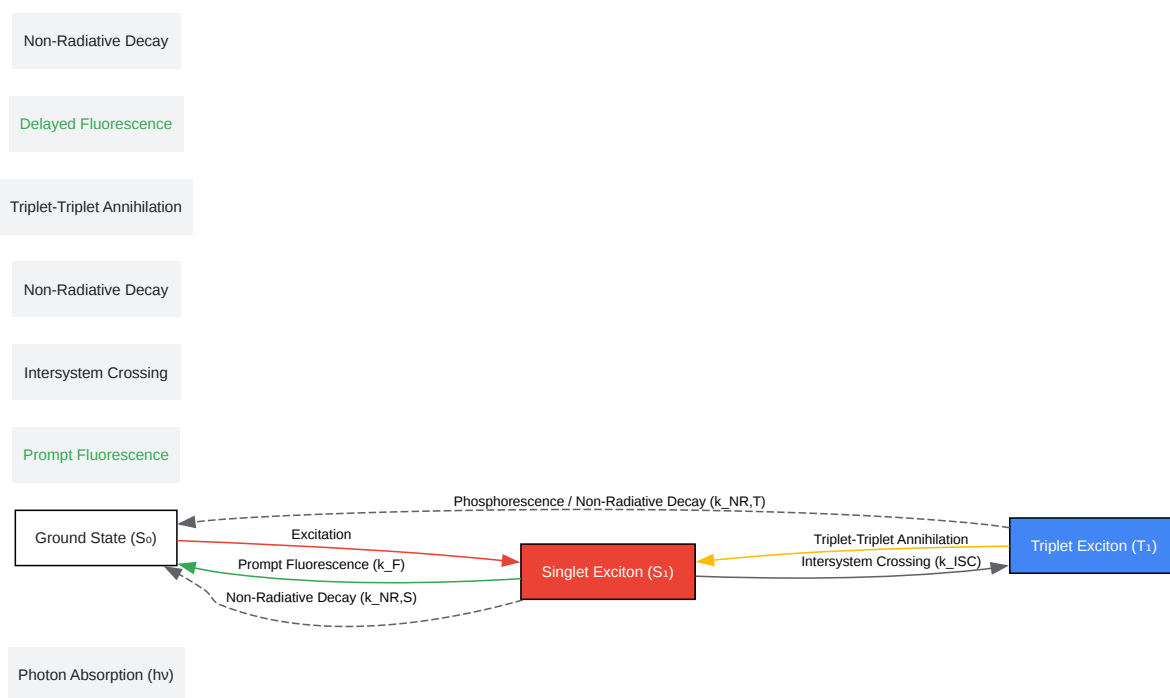 Non-Radiative Decay
Delayed Fluorescence
Triplet-Triplet Annihilation
Non-Radiative Decay
Intersystem Crossing
Prompt Fluorescence
Phosphorescence / Non-Radiative Decay (k_NR,T)
Ground State (S₀)
Excitation
Triplet-Triplet Annihilation
Triplet Exciton (T₁)
Prompt Fluorescence (k_F)
Singlet Exciton (S₁)
Intersystem Crossing (k_ISC)
Non-Radiative Decay (k_NR,S)
Photon Absorption (hν)